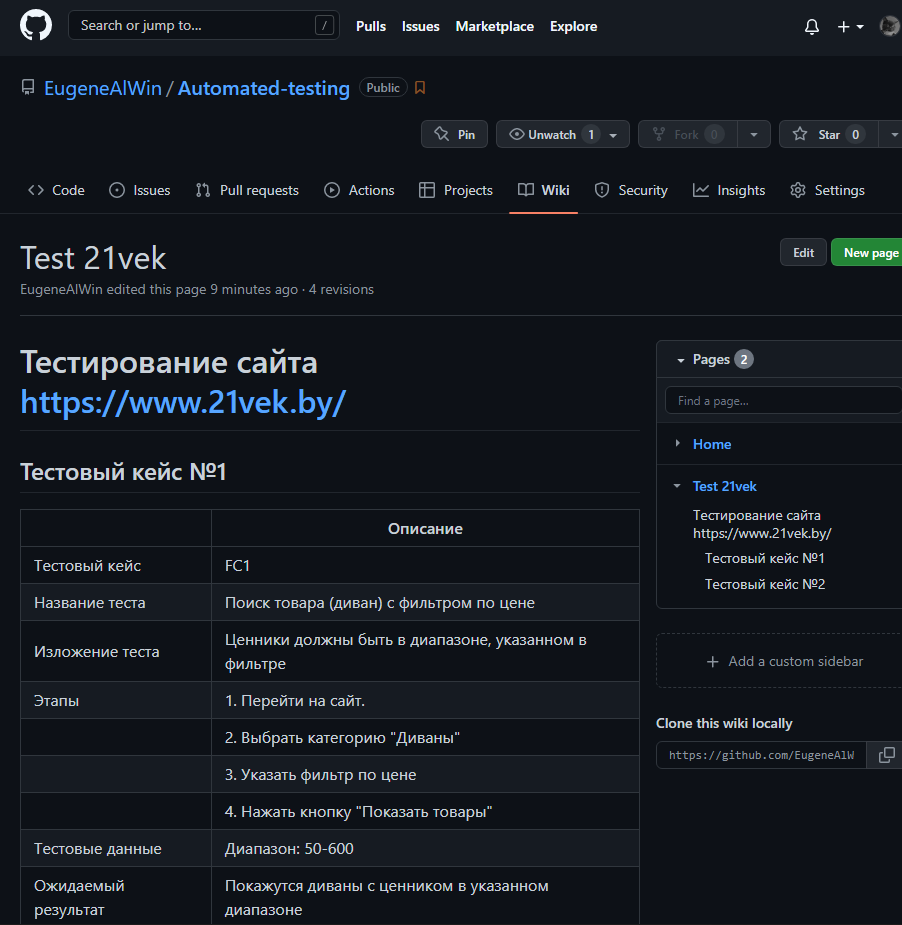 Search or jump to... /
Pulls Issues Marketplace Explore
EugeneAlWin / Automated-testing Public
Pin Unwatch 1 Fork 0 Star 0
Code Issues Pull requests Actions Projects Wiki Security Insights Settings
Test 21vek
Edit New page
EugeneAlWin edited this page 9 minutes ago · 4 revisions
Тестирование сайта
https://www.21vek.by/
Тестовый кейс №1
Описание
Тестовый кейс FC1
Название теста Поиск товара (диван) с фильтром по цене
Изложение теста Ценники должны быть в диапазоне, указанном в
фильтре
Этапы 1. Перейти на сайт.
2. Выбрать категорию "Диваны"
3. Указать фильтр по цене
4. Нажать кнопку "Показать товары"
Тестовые данные Диапазон: 50-600
Ожидаемый
результат Покажутся диваны с ценником в указанном
диапазоне
Pages 2
Find a page...
Home
Test 21vek
Тестирование сайта
https://www.21vek.by/
Тестовый кейс №1
Тестовый кейс №2
Add a custom sidebar
Clone this wiki locally
https://github.com/EugeneAlW